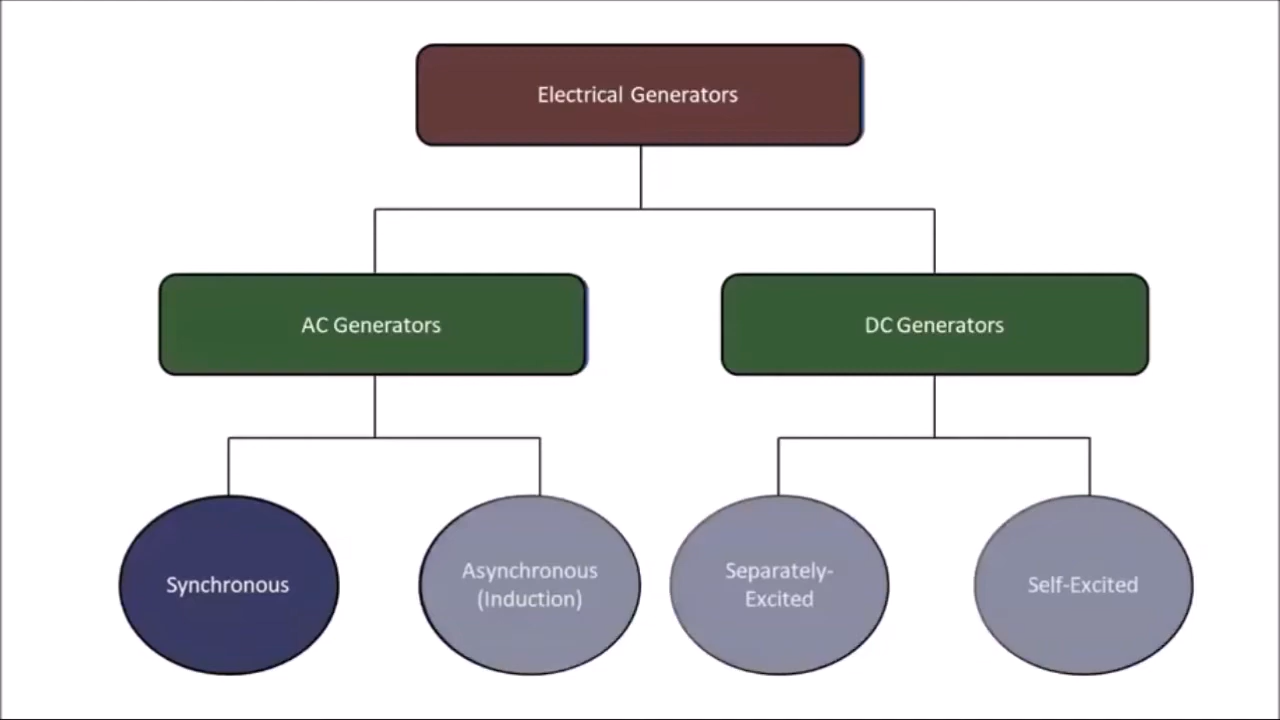 Electrical Generators
AC Generators
DC Generators
Synchronous
Asynchronous
(Induction)
Separately-
Excited
Self-Excited